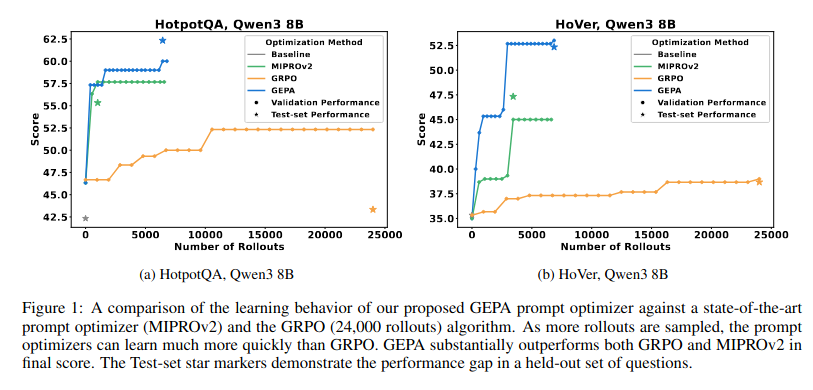 HotpotQA, Qwen3 8B
Score
62.5
60.0
57.5
55.0
52.5
50.0
47.5
45.0
42.5
Optimization Method
Baseline
MIPROv2
GRPO
GEPA
Validation Performance
Test-set Performance
0 5000 10000 15000 20000 25000
Number of Rollouts
(a) HotpotQA, Qwen3 8B
HoVer, Qwen3 8B
Score
52.5
50.0
47.5
45.0
42.5
40.0
37.5
35.0
Optimization Method
Baseline
MIPROv2
GRPO
GEPA
Validation Performance
Test-set Performance
0 5000 10000 15000 20000 25000
Number of Rollouts
(b) HoVer, Qwen3 8B
Figure 1: A comparison of the learning behavior of our proposed GEPA prompt optimizer against a state-of-the-art
prompt optimizer (MIPROv2) and the GRPO (24,000 rollouts) algorithm. As more rollouts are sampled, the prompt
optimizers can learn much more quickly than GRPO. GEPA substantially outperforms both GRPO and MIPROv2 in
final score. The Test-set star markers demonstrate the performance gap in a held-out set of questions.